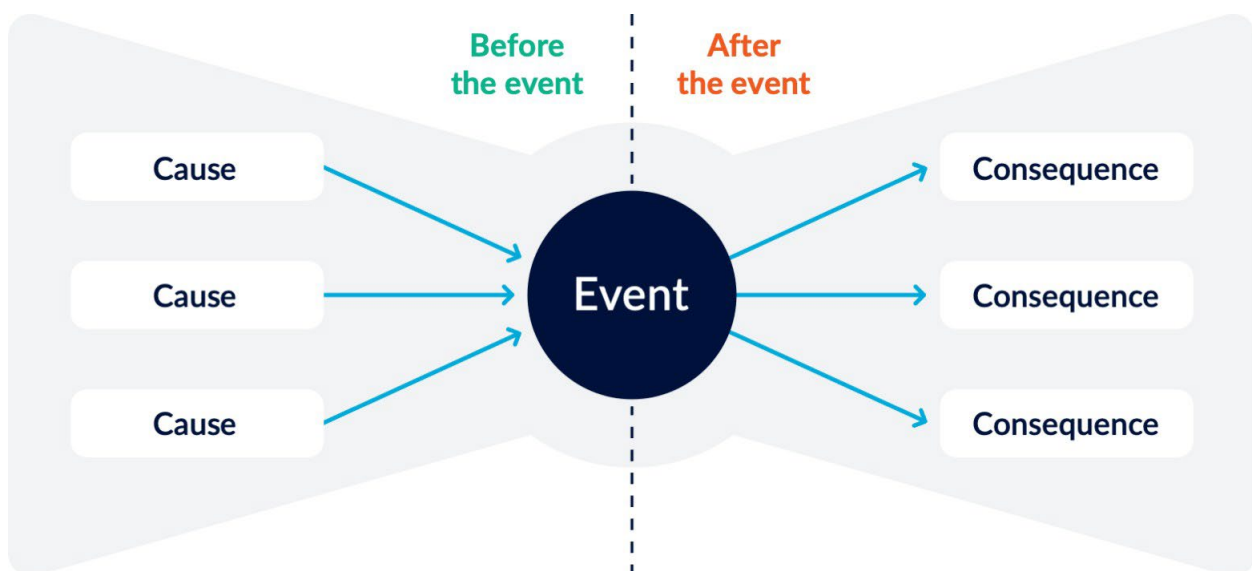 Before
the event
After
the event
Cause
Consequence
Cause
Event
Consequence
Cause
Consequence